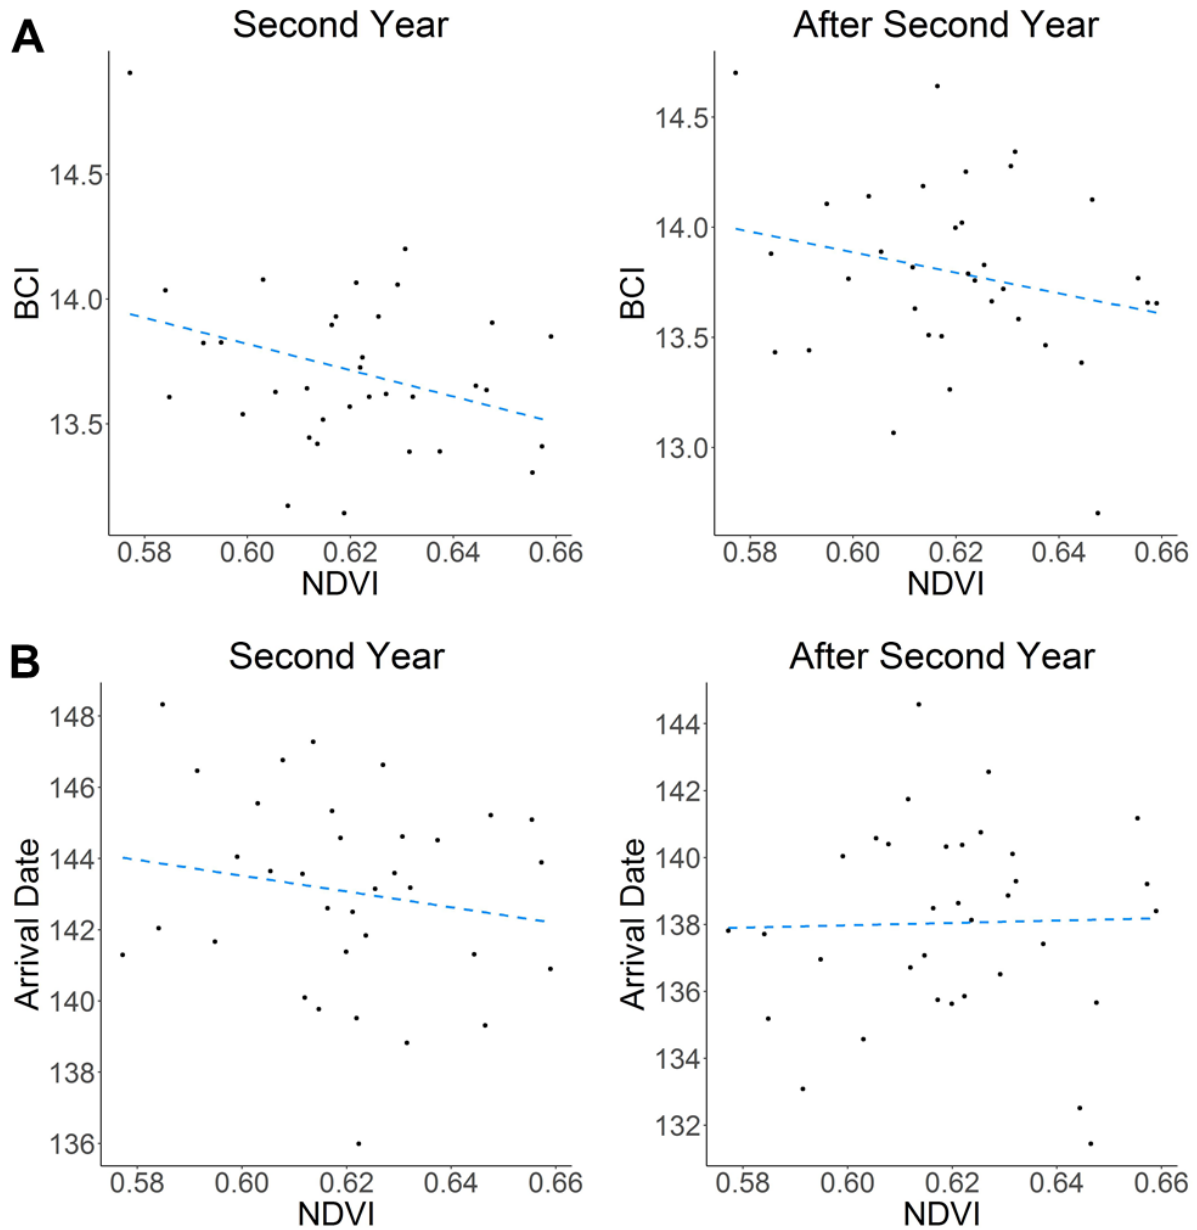 A
Second Year
After Second Year
BCI
14.5
14.0
13.5
0.58 0.60 0.62 0.64 0.66
NDVI
BCI
14.5
14.0
13.5
13.0
0.58 0.60 0.62 0.64 0.66
NDVI
B
Second Year
After Second Year
Arrival Date
148
146
144
142
140
138
136
0.58 0.60 0.62 0.64 0.66
NDVI
Arrival Date
144
142
140
138
136
134
132
0.58 0.60 0.62 0.64 0.66
NDVI